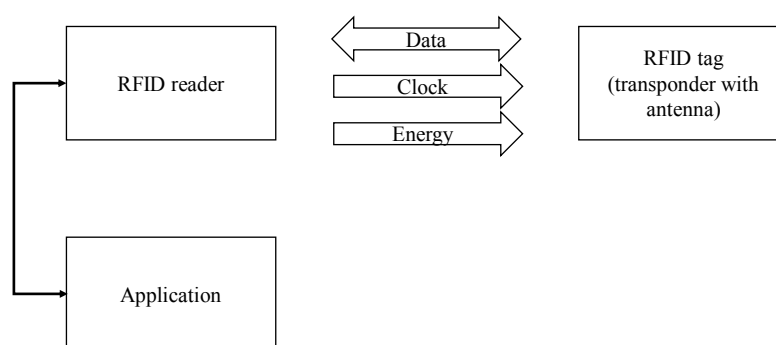 RFID reader
Data
Clock
Energy
RFID tag
(transponder with
antenna)
Application